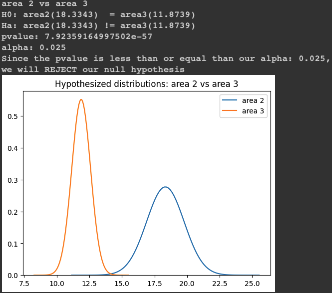 area 2 vs area 3
H0: area2(18.3343)  = area3(11.8739)
Ha: area2(18.3343) != area3(11.8739)
pvalue: 7.92359164997502e-57
alpha: 0.025
Since the pvalue is less than or equal than our alpha: 0.025,
we will REJECT our null hypothesis
Hypothesized distributions: area 2 vs area 3
area 2
area 3
0.5
0.4
0.3
0.2
0.1
0.0
7.5 10.0 12.5 15.0 17.5 20.0 22.5 25.0